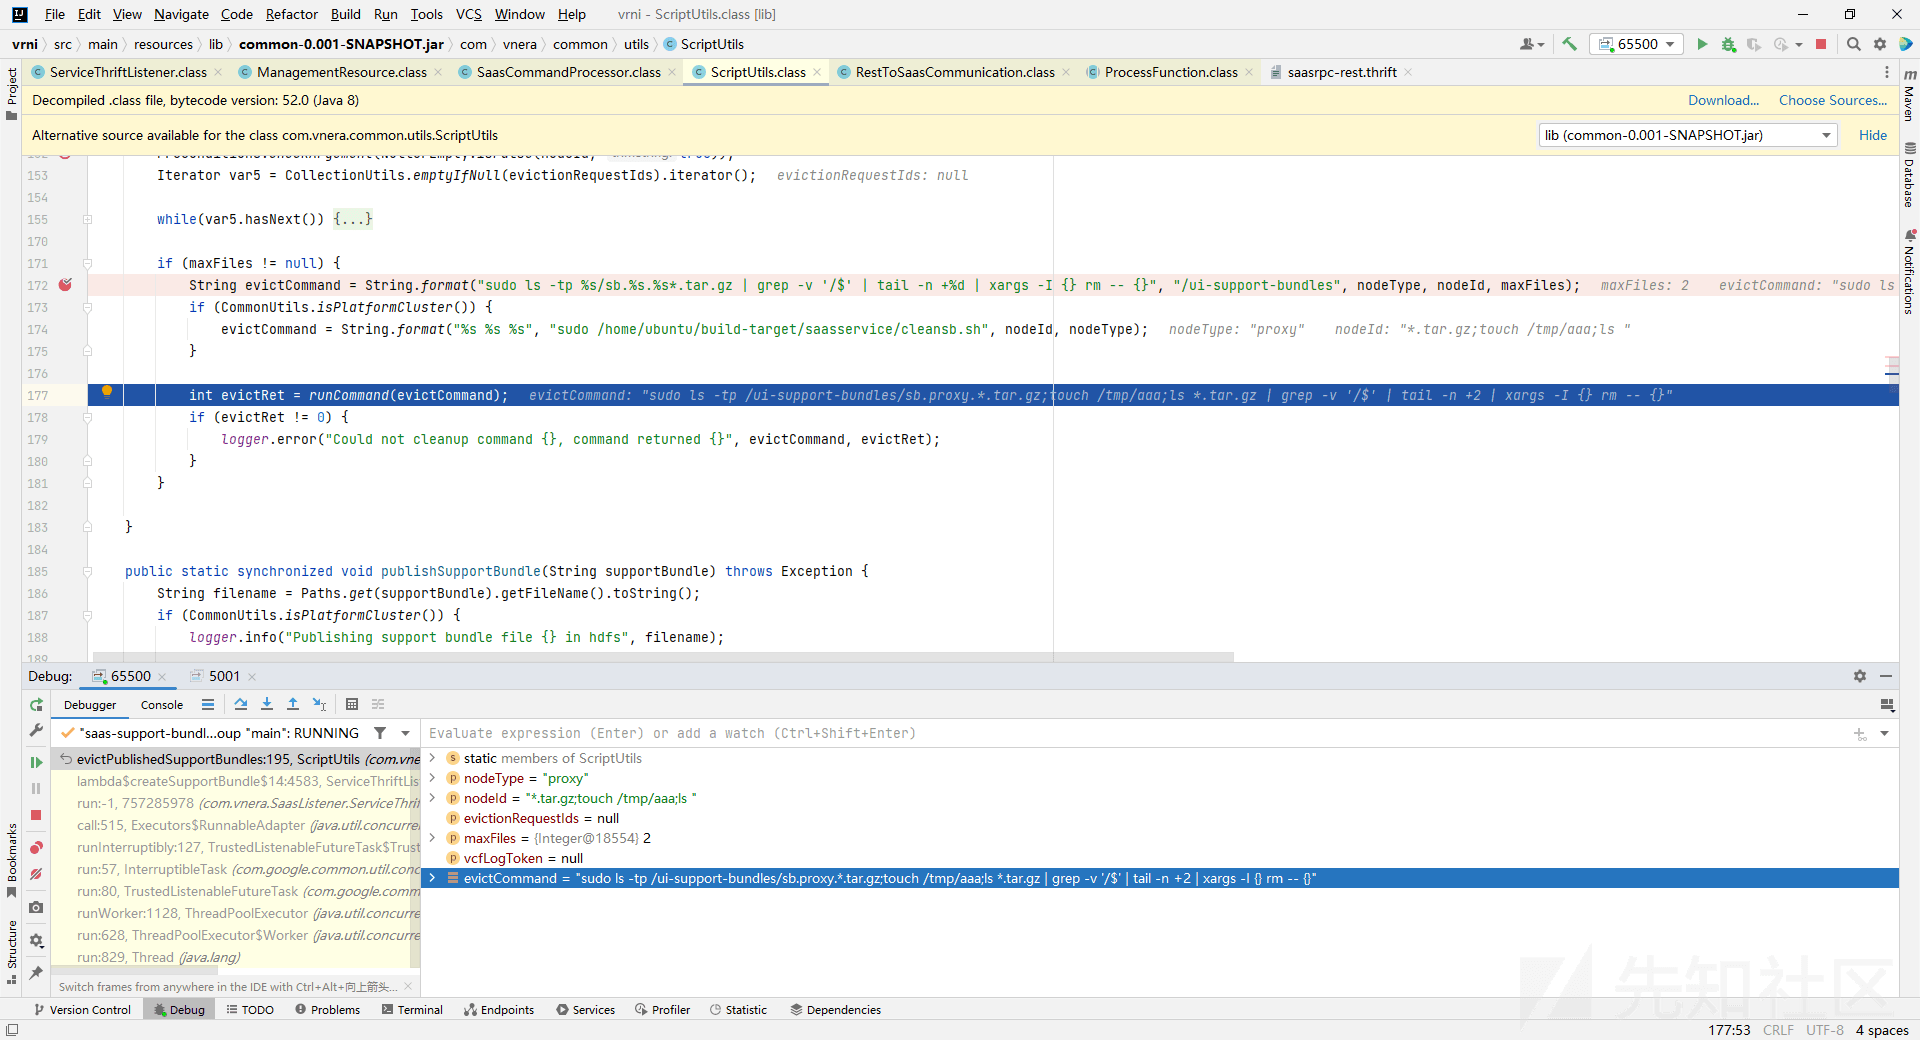 File Edit View Navigate Code Refactor Build Run Tools VCS Window Help vrni - ScriptUtils.class [lib]
vrni src main resources lib common-0.001-SNAPSHOT.jar com vnera common utils ScriptUtils 65500
ServiceThriftListener.class ManagementResource.class SaasCommandProcessor.class ScriptUtils.class RestToSaasCommunication.class ProcessFunction.class saasrpc-rest.thrift
Decompiled .class file, bytecode version: 52.0 (Java 8) Download... Choose Sources...
Alternative source available for the class com.vnera.common.utils.ScriptUtils lib (common-0.001-SNAPSHOT.jar) Hide
153 Iterator var5 = CollectionUtils.emptyIfNull(evictionRequestIds).iterator(); evictionRequestIds: null
154
155 while(var5.hasNext()) {...}
170
171 if (maxFiles != null) {
172 String evictCommand = String.format("sudo ls -tp %s/sb.%s.%s*.tar.gz | grep -v '/$' | tail -n +%d | xargs -I {} rm -- {}", "/ui-support-bundles", nodeType, nodeId, maxFiles); maxFiles: 2 evictCommand: "sudo ls
173 if (CommonUtils.isPlatformCluster()) {
174 evictCommand = String.format("%s %s %s", "sudo /home/ubuntu/build-target/saasservice/cleansb.sh", nodeId, nodeType); nodeType: "proxy" nodeId: "*.tar.gz;touch /tmp/aaa;ls "
175 }
176
177 int evictRet = runCommand(evictCommand); evictCommand: "sudo ls -tp /ui-support-bundles/sb.proxy.*.tar.gz;touch /tmp/aaa;ls *.tar.gz | grep -v '/$' | tail -n +2 | xargs -I {} rm -- {}"
178 if (evictRet != 0) {
179 logger.error("Could not cleanup command {}, command returned {}", evictCommand, evictRet);
180 }
181 }
182
183 }
184
185 public static synchronized void publishSupportBundle(String supportBundle) throws Exception {
186 String filename = Paths.get(supportBundle).getFileName().toString();
187 if (CommonUtils.isPlatformCluster()) {
188 logger.info("Publishing support bundle file {} in hdfs", filename);
189
Project
Maven
Database
Notifications
Bookmarks
Structure
Debug: 65500 5001
Debugger Console
"saas-support-bundl...oup "main": RUNNING
Evaluate expression (Enter) or add a watch (Ctrl+Shift+Enter)
evictPublishedSupportBundles:195, ScriptUtils (com.vne
lambda$createSupportBundle$14:4583, ServiceThriftLis
run:-1, 757285978 (com.vnera.SaasListener.ServiceThrif
call:515, Executors$RunnableAdapter (java.util.concurre
runInterruptibly:127, TrustedListenableFutureTask$Trust
run:57, InterruptibleTask (com.google.common.util.conc
run:80, TrustedListenableFutureTask (com.google.comm
runWorker:1128, ThreadPoolExecutor (java.util.concurre
run:628, ThreadPoolExecutor$Worker (java.util.concurre
run:829, Thread (java.lang)
Switch frames from anywhere in the IDE with Ctrl+Alt+向上箭头...
static members of ScriptUtils
nodeType = "proxy"
nodeId = "*.tar.gz;touch /tmp/aaa;ls "
evictionRequestIds = null
maxFiles = {Integer@18554} 2
vcfLogToken = null
evictCommand = "sudo ls -tp /ui-support-bundles/sb.proxy.*.tar.gz;touch /tmp/aaa;ls *.tar.gz | grep -v '/$' | tail -n +2 | xargs -I {} rm -- {}"
先知社区
Version Control Debug TODO Problems Terminal Endpoints Services Profiler Statistic Dependencies
177:53 CRLF UTF-8 4 spaces